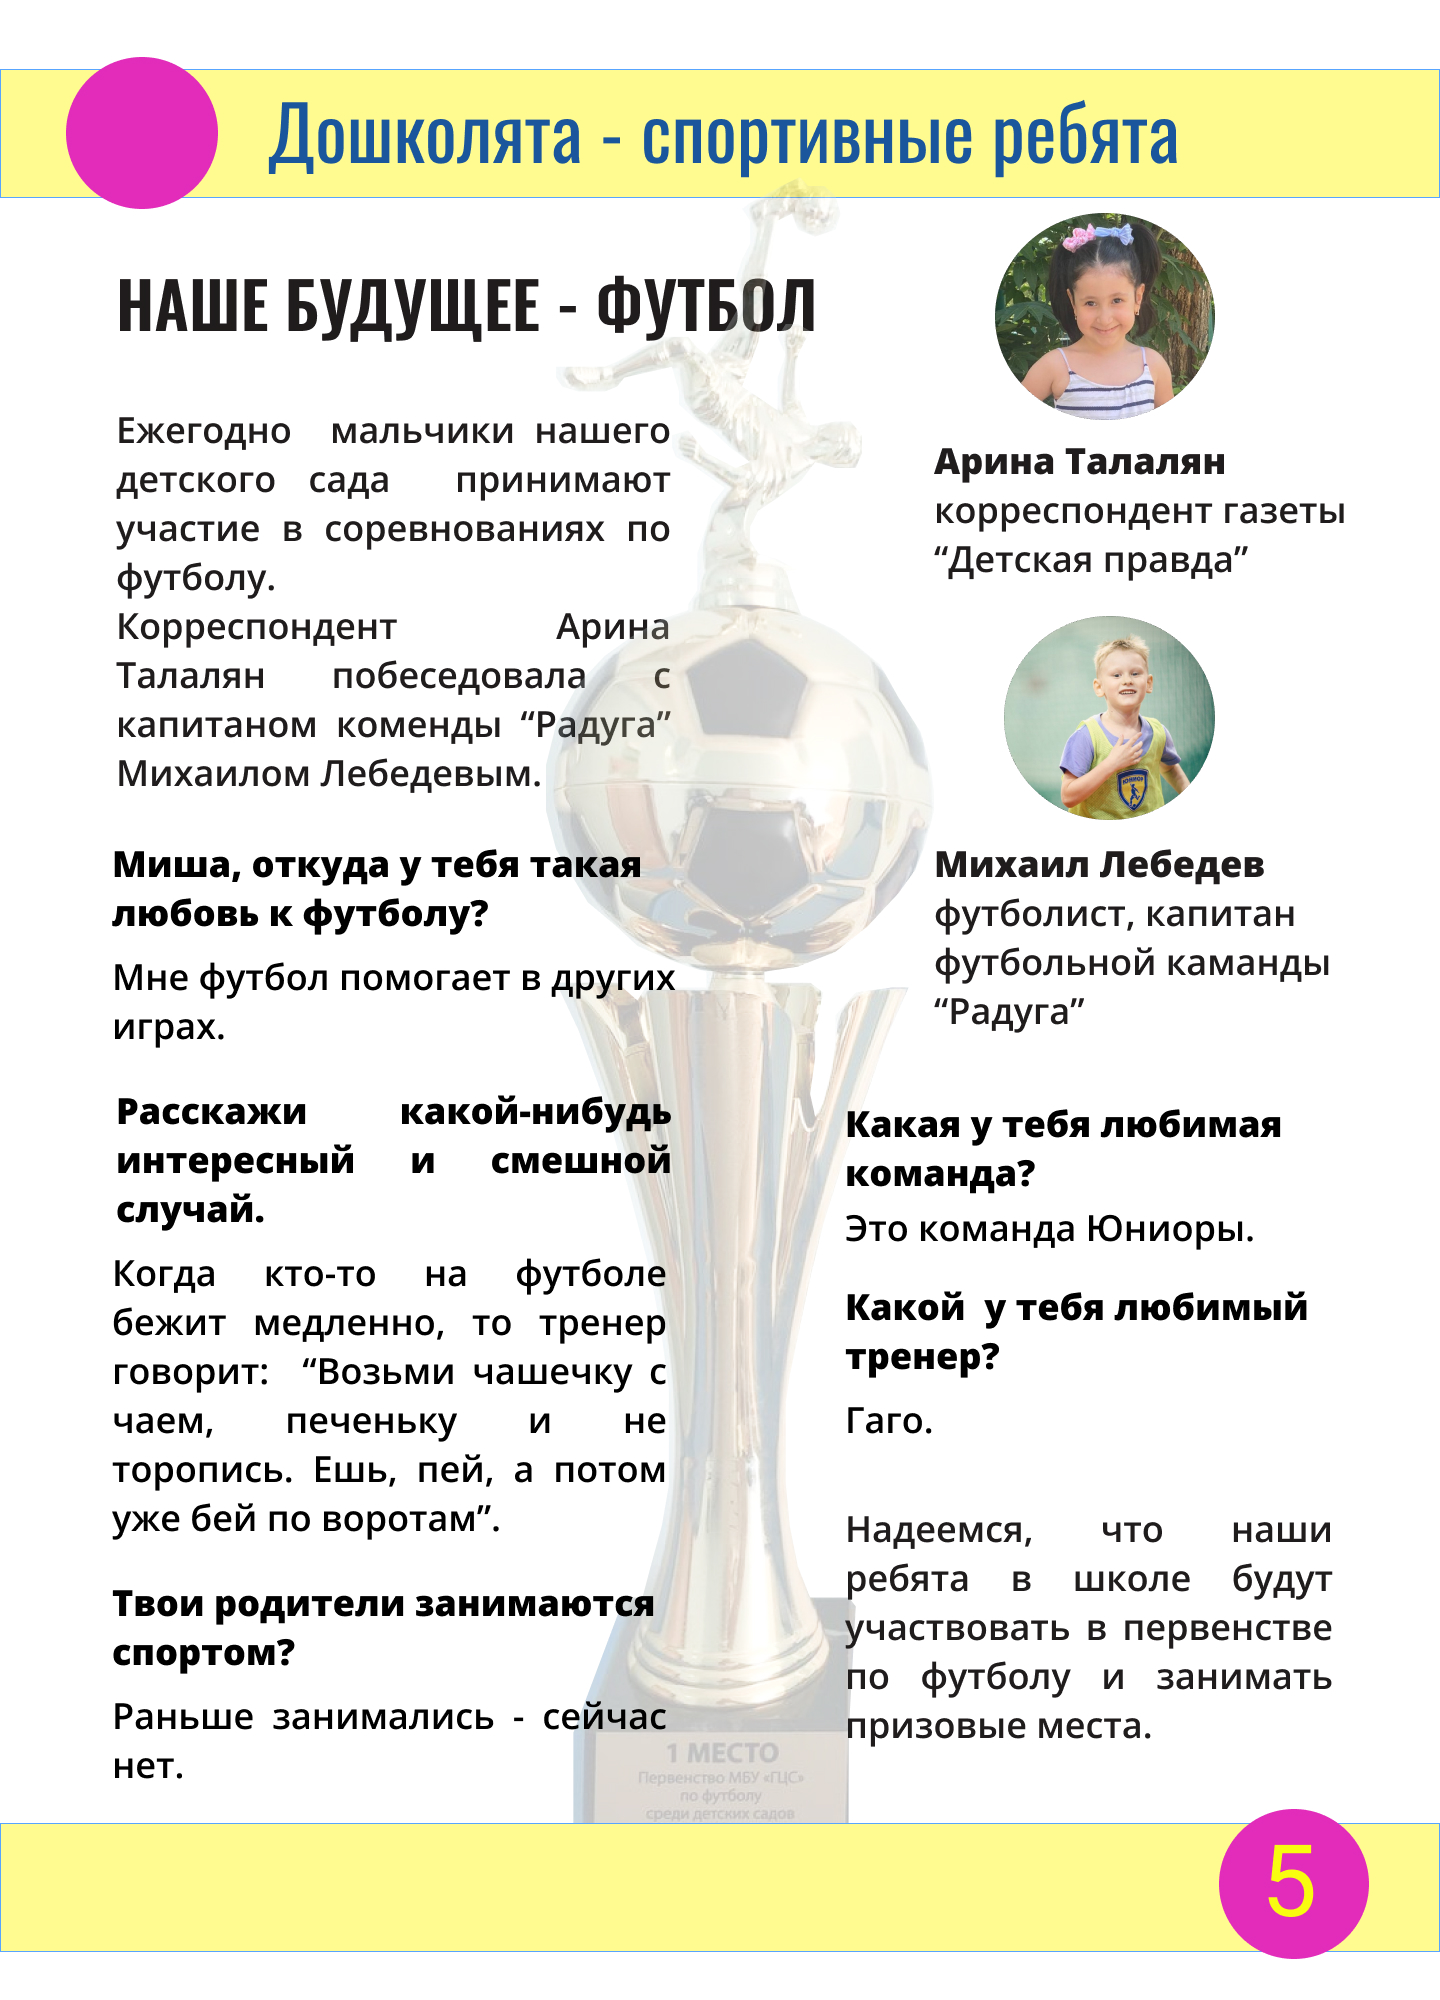 Дошколята - спортивные ребята
НАШЕ БУДУЩЕЕ - ФУТБОЛ
Ежегодно мальчики нашего
детского сада принимают
участие в соревнованиях по
футболу.
Корреспондент Арина
Талалян побеседовала с
капитаном коменды “Радуга”
Михаилом Лебедевым.
Миша, откуда у тебя такая
любовь к футболу?
Мне футбол помогает в других
играх.
Расскажи какой-нибудь
интересный и смешной
случай.
Когда кто-то на футболе
бежит медленно, то тренер
говорит: “Возьми чашечку с
чаем, печеньку и не
торопись. Ешь, пей, а потом
уже бей по воротам”.
Твои родители занимаются
спортом?
Раньше занимались - сейчас
нет.
Арина Талалян
корреспондент газеты
“Детская правда”
Михаил Лебедев
футболист, капитан
футбольной каманды
“Радуга”
Какая у тебя любимая
команда?
Это команда Юниоры.
Какой у тебя любимый
тренер?
Гаго.
Надеемся, что наши
ребята в школе будут
участвовать в первенстве
по футболу и занимать
призовые места.
1 МЕСТО
Первенство МБУ «ГЦС»
по футболу
среди детских садов
5